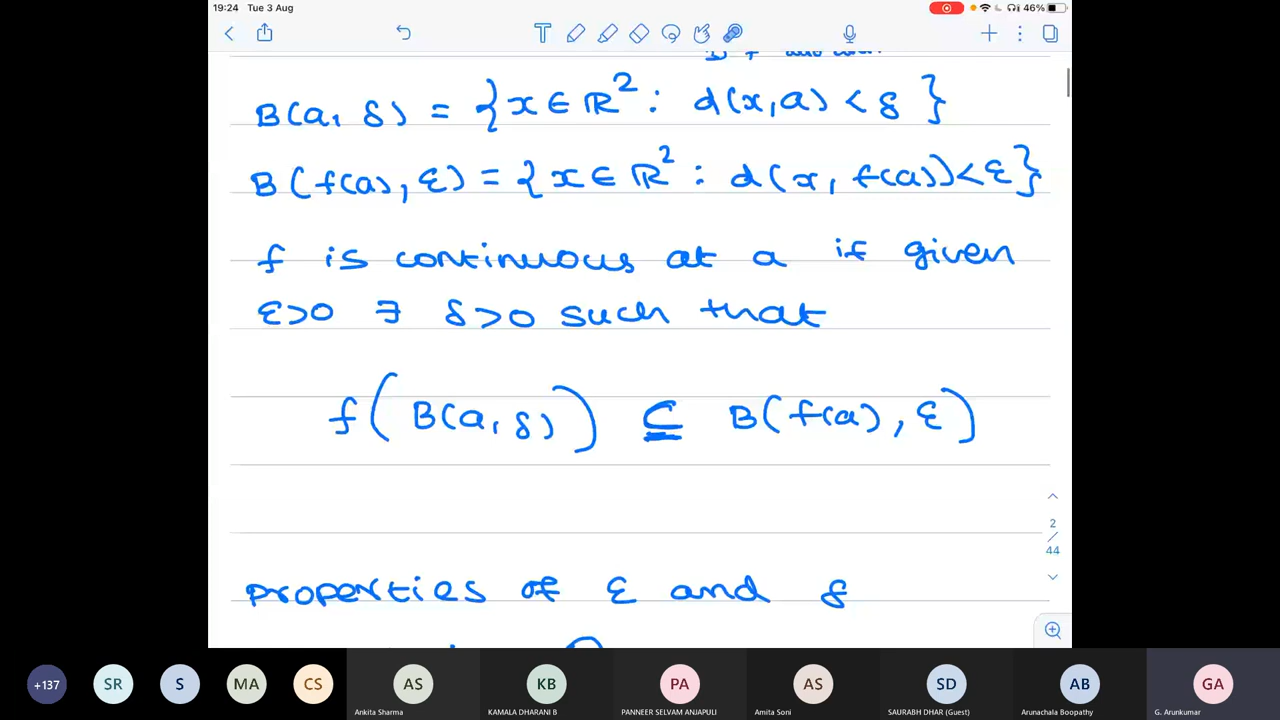 19:24 Tue 3 Aug
46%
B(a, δ) = {x ∈ ℝ² : d(x, a) < δ}
B(f(a), ε) = {x ∈ ℝ² : d(x, f(a)) < ε}
f is continuous at a if given
ε>0 ∃ δ>0 such that
f(B(a, δ)) ⊆ B(f(a), ε)
2
/
44
properties of ε and δ
+137
SR
S
MA
CS
AS
KB
PA
AS
SD
AB
GA
Ankita Sharma
KAMALA DHARANI B
PANNEER SELVAM ANJAPULI
Amita Soni
SAURABH DHAR (Guest)
Arunachala Boopathy
G. Arunkumar